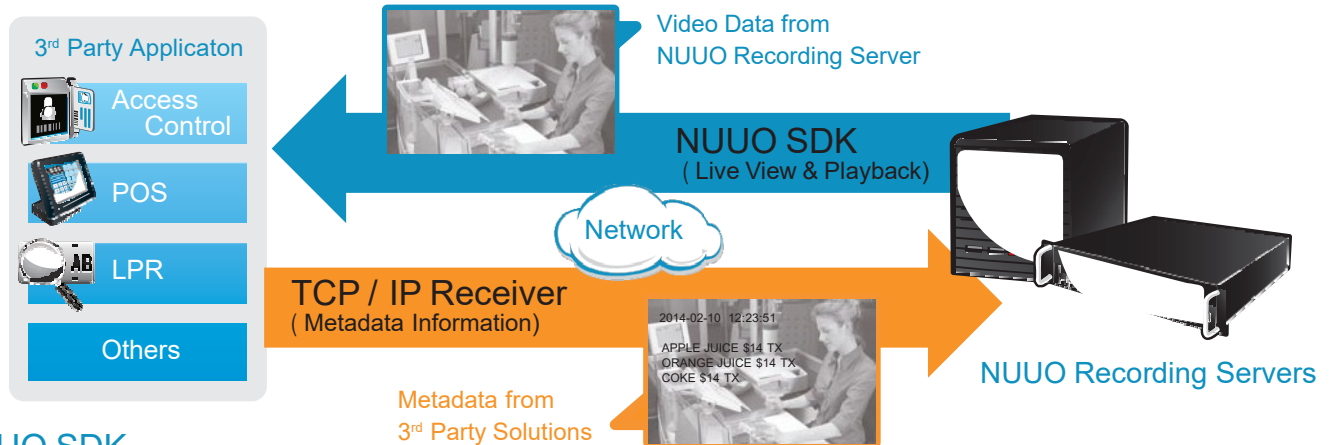 3rd Party Applicaton
Access
Control
POS
LPR
Others
Video Data from
NUUO Recording Server
NUUO SDK
( Live View & Playback)
Network
TCP / IP Receiver
( Metadata Information)
2014-02-10 12:23:51
APPLE JUICE $14 TX
ORANGE JUICE $14 TX
COKE $14 TX
Metadata from
3rd Party Solutions
NUUO Recording Servers
AB